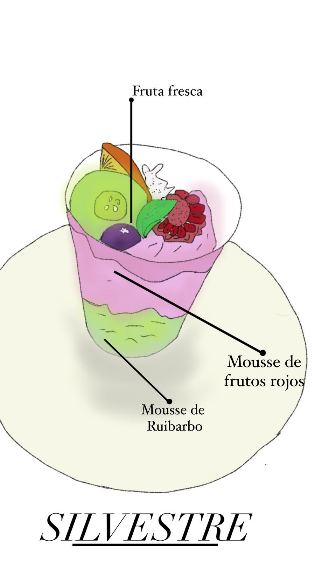 Fruta fresca
Mousse de
frutos rojos
Mousse de
Ruibarbo
SILVESTRE